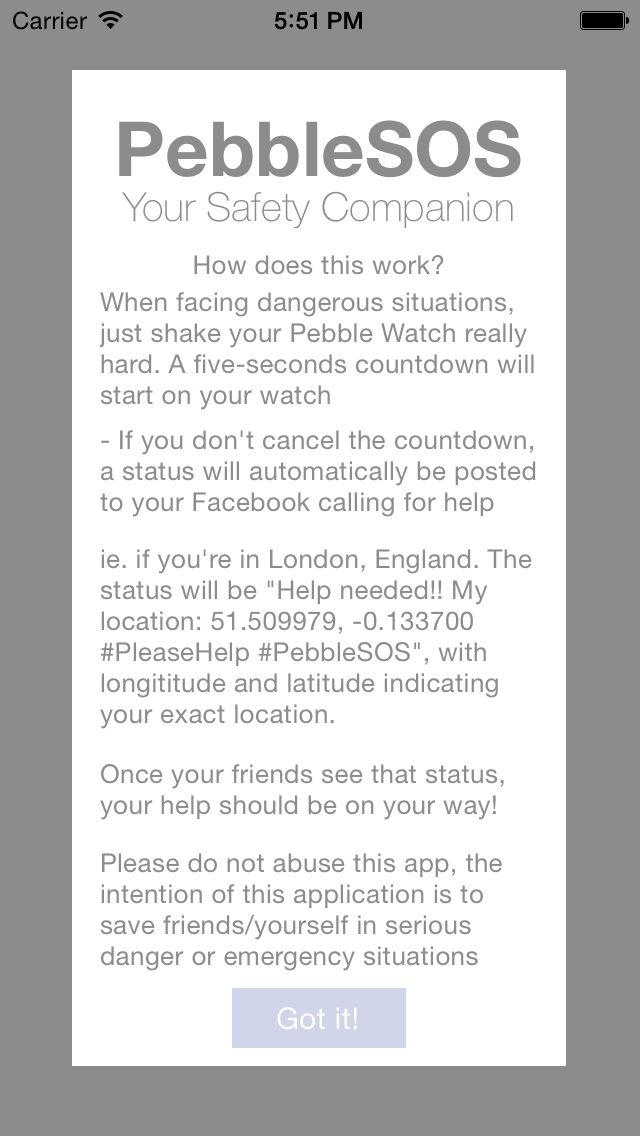 Carrier 5:51 PM
PebbleSOS
Your Safety Companion
How does this work?
When facing dangerous situations,
just shake your Pebble Watch really
hard. A five-seconds countdown will
start on your watch
- If you don't cancel the countdown,
a status will automatically be posted
to your Facebook calling for help
ie. if you're in London, England. The
status will be "Help needed!! My
location: 51.509979, -0.133700
#PleaseHelp #PebbleSOS", with
longititude and latitude indicating
your exact location.
Once your friends see that status,
your help should be on your way!
Please do not abuse this app, the
intention of this application is to
save friends/yourself in serious
danger or emergency situations
Got it!